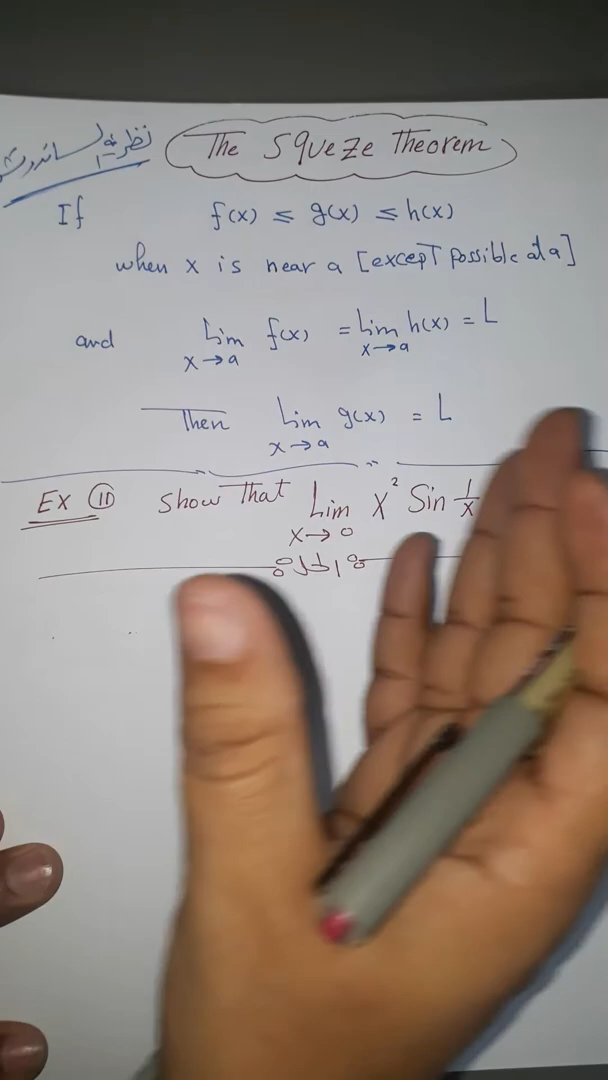 نظرية الساندوتش
The Squeze Theorem
If f(x) ≤ g(x) ≤ h(x)
when x is near a [except possible at a]
and Lim x→a f(x) = Lim x→a h(x) = L
Then Lim x→a g(x) = L
Ex ⑪ show That Lim x→0 x² Sin 1/x
الحل